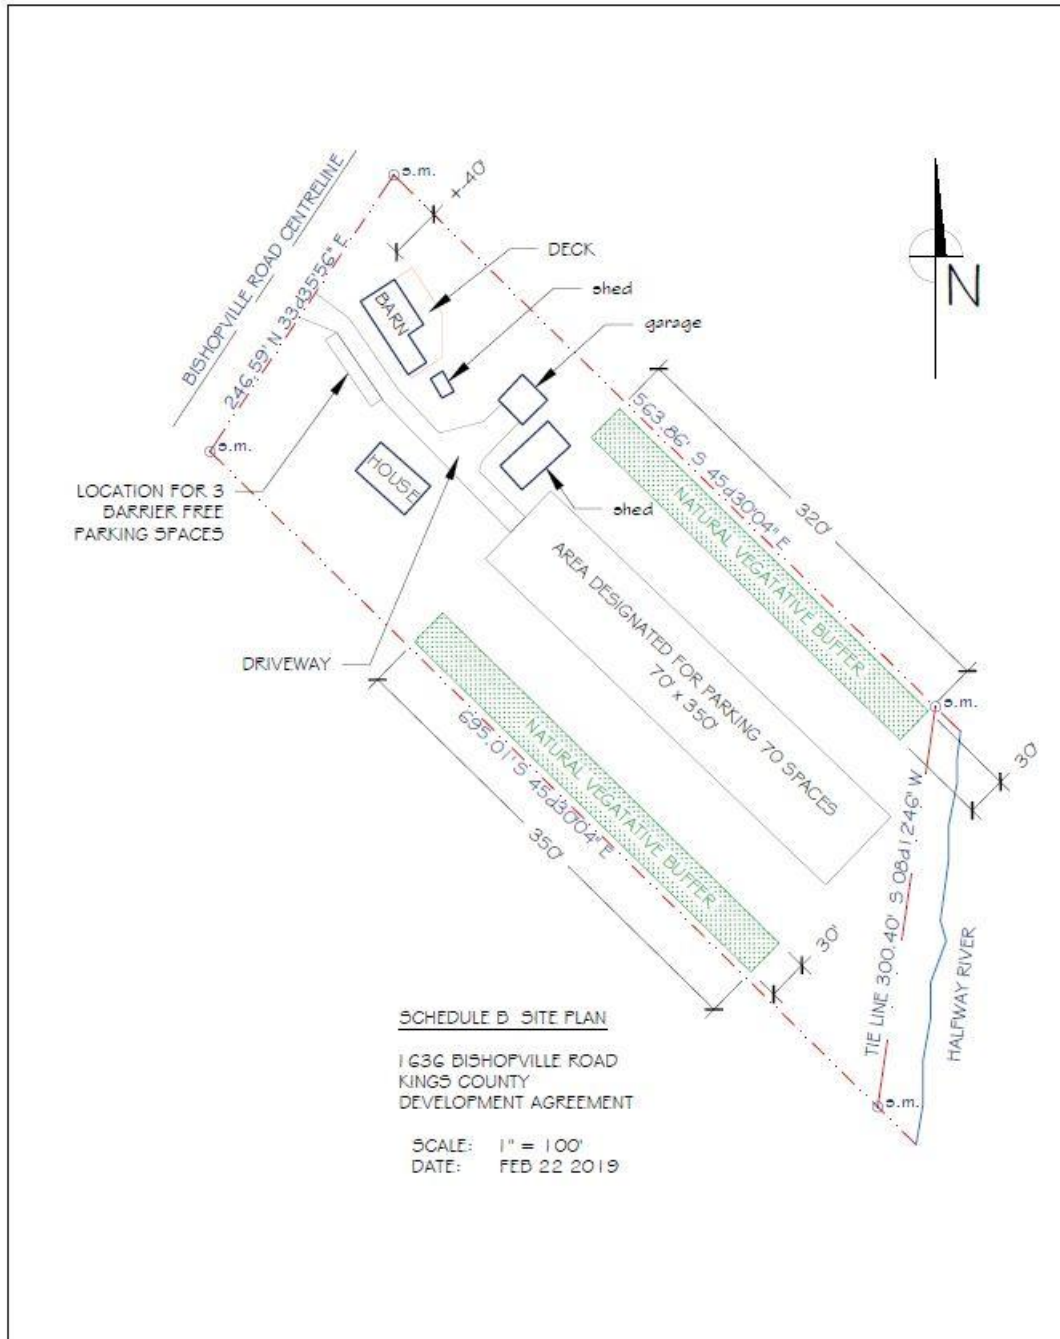 s.m.
+-40'
BISHOPVILLE ROAD CENTRELINE
246.59' N 33d35'56" E
DECK
BARN
shed
garage
N
s.m.
LOCATION FOR 3
BARRIER FREE
PARKING SPACES
HOUSE
shed
563.86' S 45d30'04" E
320'
NATURAL VEGATATIVE BUFFER
AREA DESIGNATED FOR PARKING 70 SPACES
70' x 350'
DRIVEWAY
s.m.
30'
NATURAL VEGATATIVE BUFFER
695.01' S 45d30'04" E
350'
30'
TIE LINE 300.40' S 08d12'46" W
HALFWAY RIVER
s.m.
SCHEDULE B SITE PLAN
1636 BISHOPVILLE ROAD
KINGS COUNTY
DEVELOPMENT AGREEMENT
SCALE: 1" = 100'
DATE: FEB 22 2019